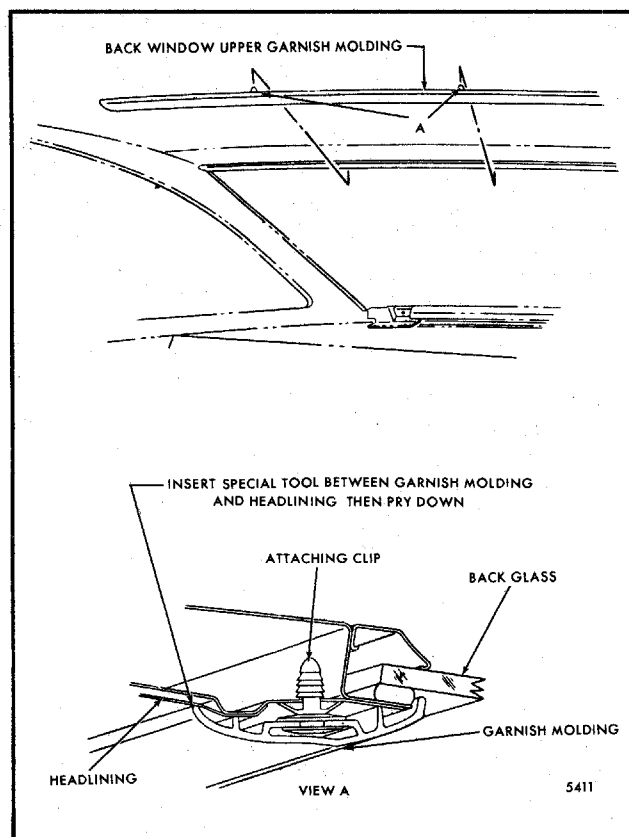 BACK WINDOW UPPER GARNISH MOLDING
A
INSERT SPECIAL TOOL BETWEEN GARNISH MOLDING
AND HEADLINING THEN PRY DOWN
ATTACHING CLIP
BACK GLASS
GARNISH MOLDING
HEADLINING
VIEW A
5411